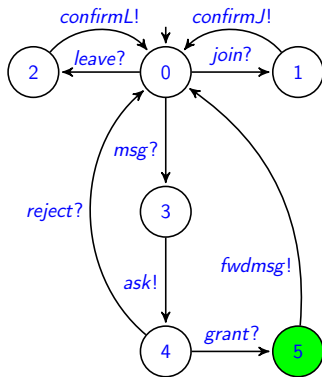 confirmL! confirmJ!
leave? join?
2 0 1
msg?
reject? 3
ask! fwdmsg!
grant?
4 5